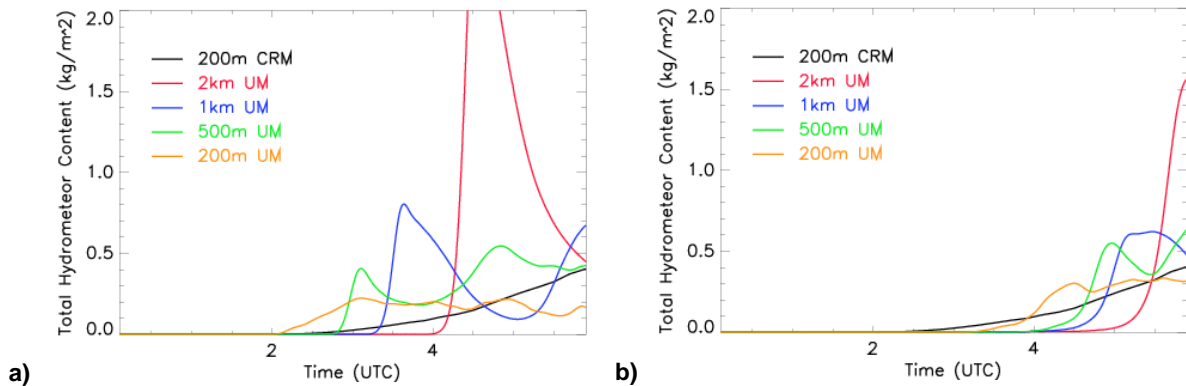 2.0
1.5
1.0
0.5
0.0
Total Hydrometeor Content (kg/m^2)
200m CRM
2km UM
1km UM
500m UM
200m UM
2
4
Time (UTC)
a)
2.0
1.5
1.0
0.5
0.0
Total Hydrometeor Content (kg/m^2)
200m CRM
2km UM
1km UM
500m UM
200m UM
2
4
Time (UTC)
b)